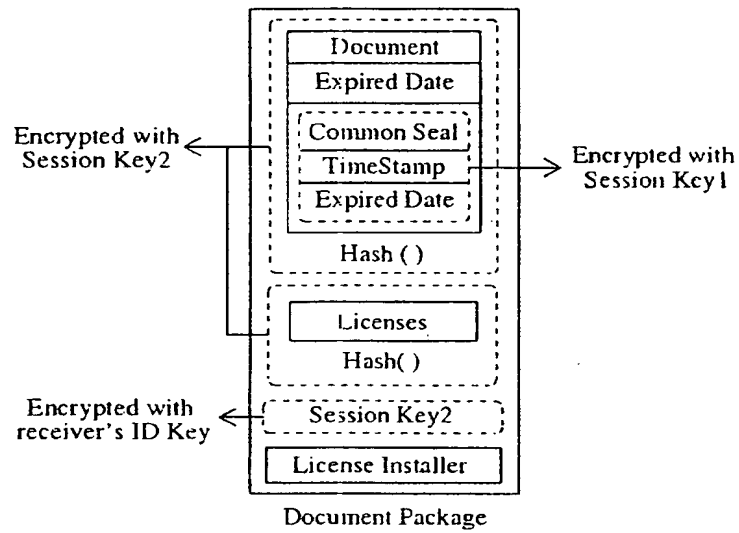 Document
Expired Date
Common Seal
TimeStamp
Expired Date
Hash ( )
Encrypted with
Session Key2
Encrypted with
Session Key1
Licenses
Hash( )
Encrypted with
receiver's ID Key
Session Key2
License Installer
Document Package